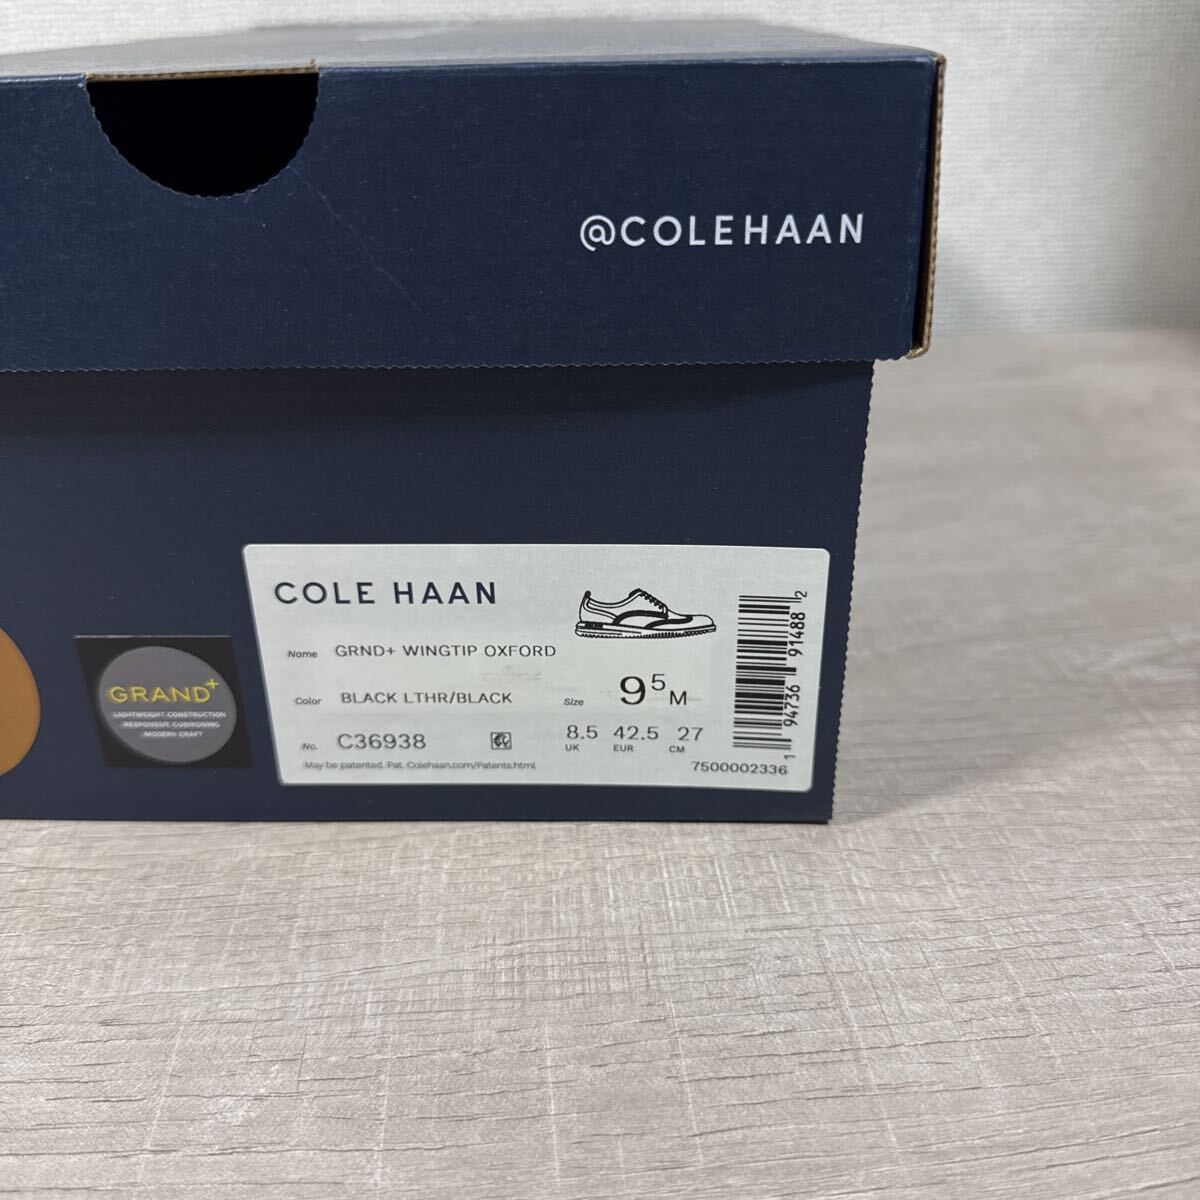 @COLEHAAN
COLE HAAN
Name GRND+ WINGTIP OXFORD
Color BLACK LTHR/BLACK
Size 9⁵ M
No. C36938
8.5 42.5 27
UK EUR CM
May be patented. Pat. Colehaan.com/Patents.html
1 94736 91488 2
7500002336
GRAND+
LIGHTWEIGHT CONSTRUCTION
RESPONSIVE CUSHIONING
MODERN CRAFT